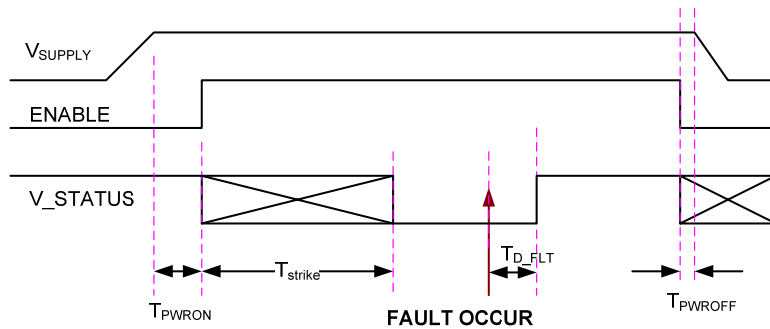 VSUPPLY
ENABLE
V_STATUS
Tstrike
TD_FLT
TPWRON
TPWROFF
FAULT OCCUR